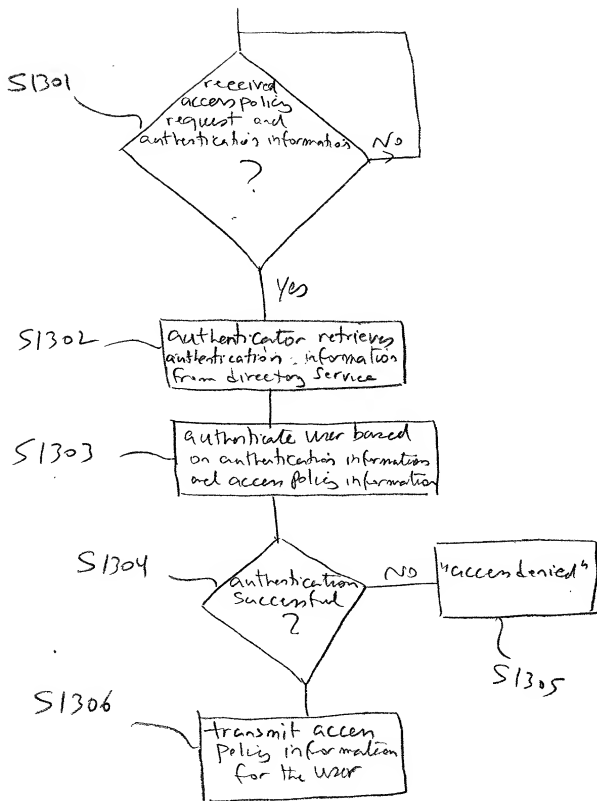 S1301
received
access policy
request and
authentication information
?
No
Yes
S1302
authenticator retrieves
authentication information
from directory service
S1303
authenticate user based
on authentication information
and access policy information
S1304
authentication
successful
?
NO
"access denied"
S1305
S1306
transmit access
policy information
for the user